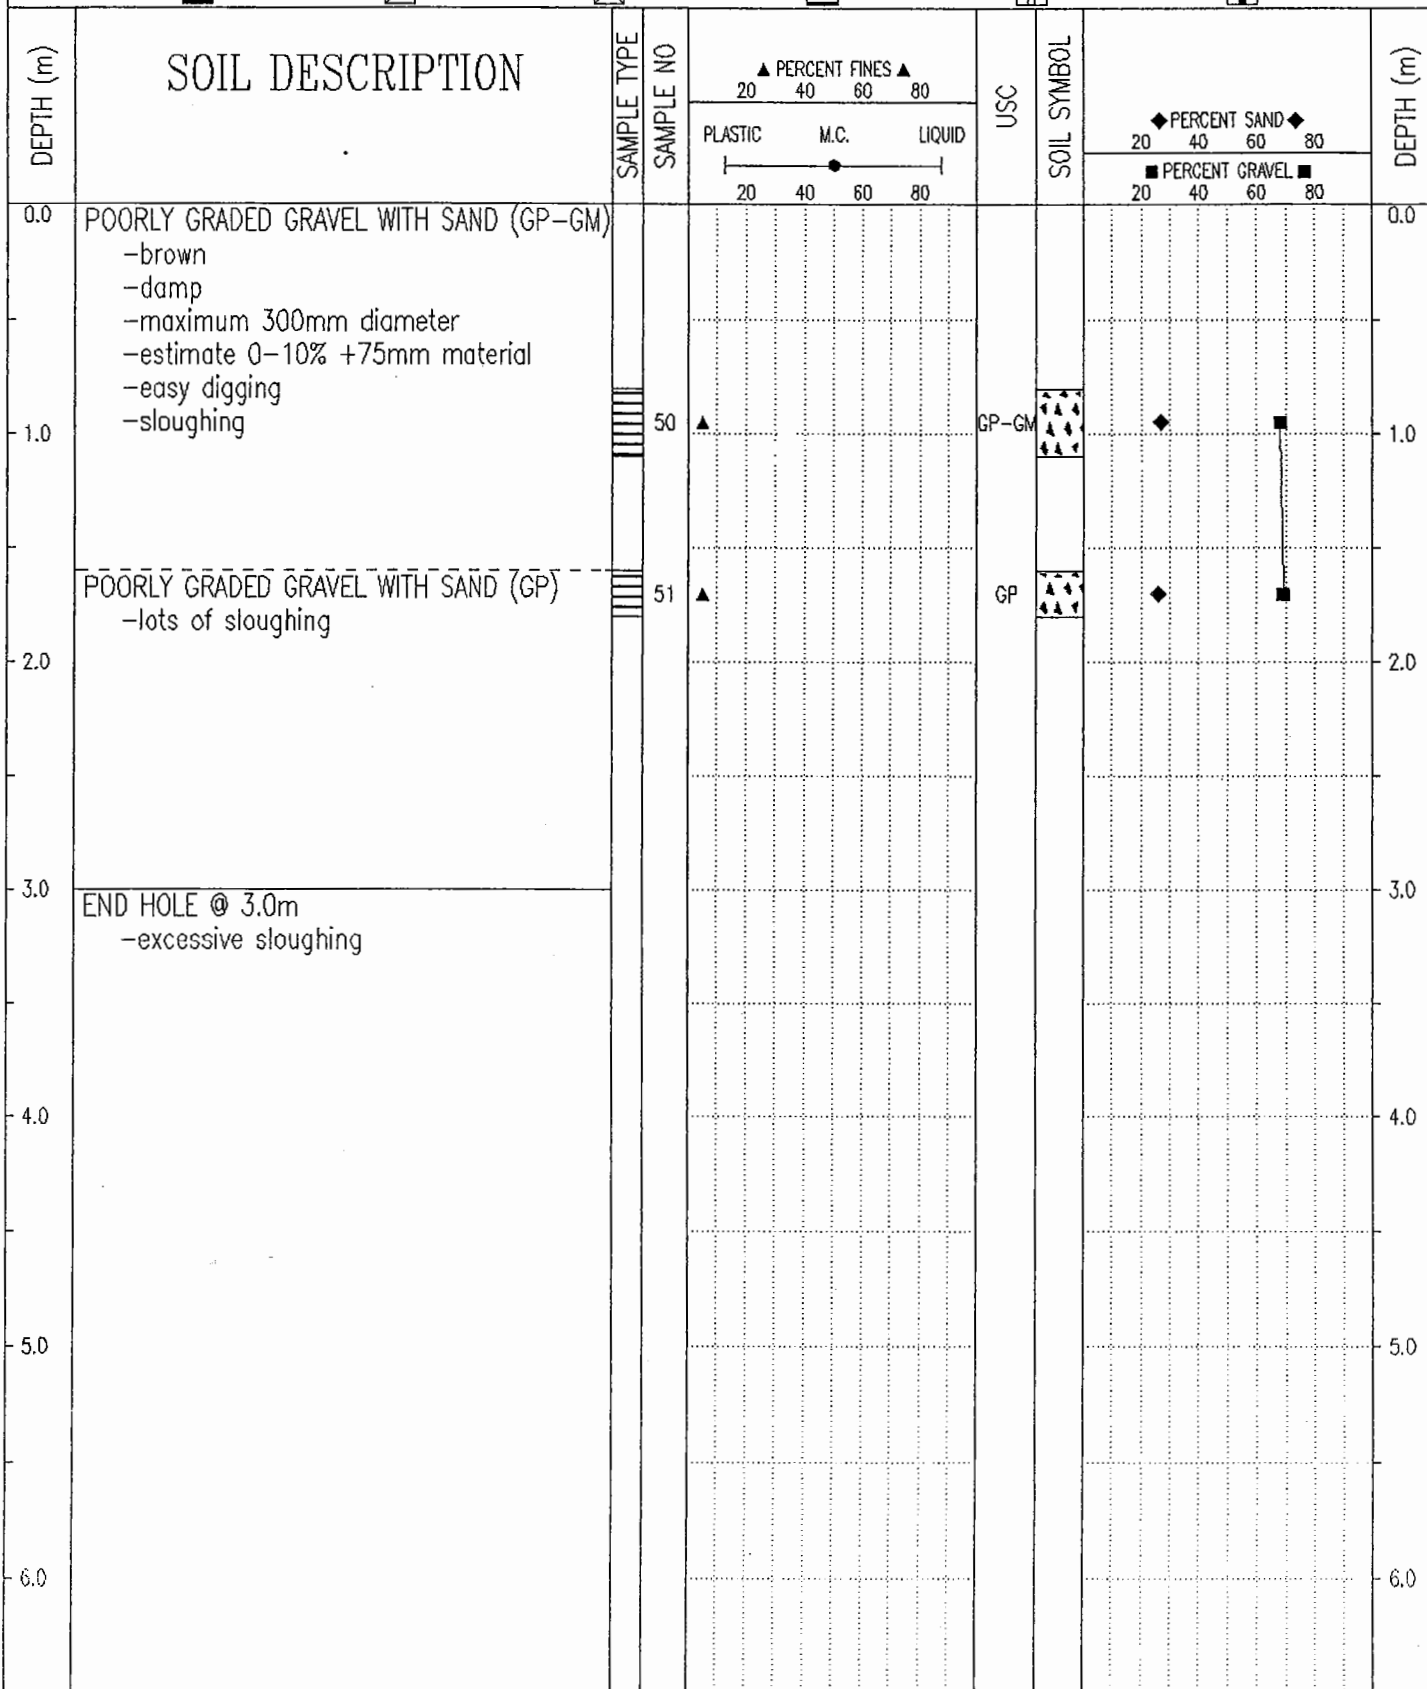 DEPTH (m)
SOIL DESCRIPTION
SAMPLE TYPE
SAMPLE NO
▲ PERCENT FINES ▲
20 40 60 80
PLASTIC M.C. LIQUID
20 40 60 80
USC
SOIL SYMBOL
◆PERCENT SAND◆
20 40 60 80
■PERCENT GRAVEL■
20 40 60 80
DEPTH (m)
0.0 POORLY GRADED GRAVEL WITH SAND (GP-GM) 0.0
-brown
-damp
-maximum 300mm diameter
-estimate 0-10% +75mm material
-easy digging
-sloughing 50 GP-GM
1.0 1.0
POORLY GRADED GRAVEL WITH SAND (GP) 51 GP
-lots of sloughing
2.0 2.0
3.0 3.0
END HOLE @ 3.0m
-excessive sloughing
4.0 4.0
5.0 5.0
6.0 6.0